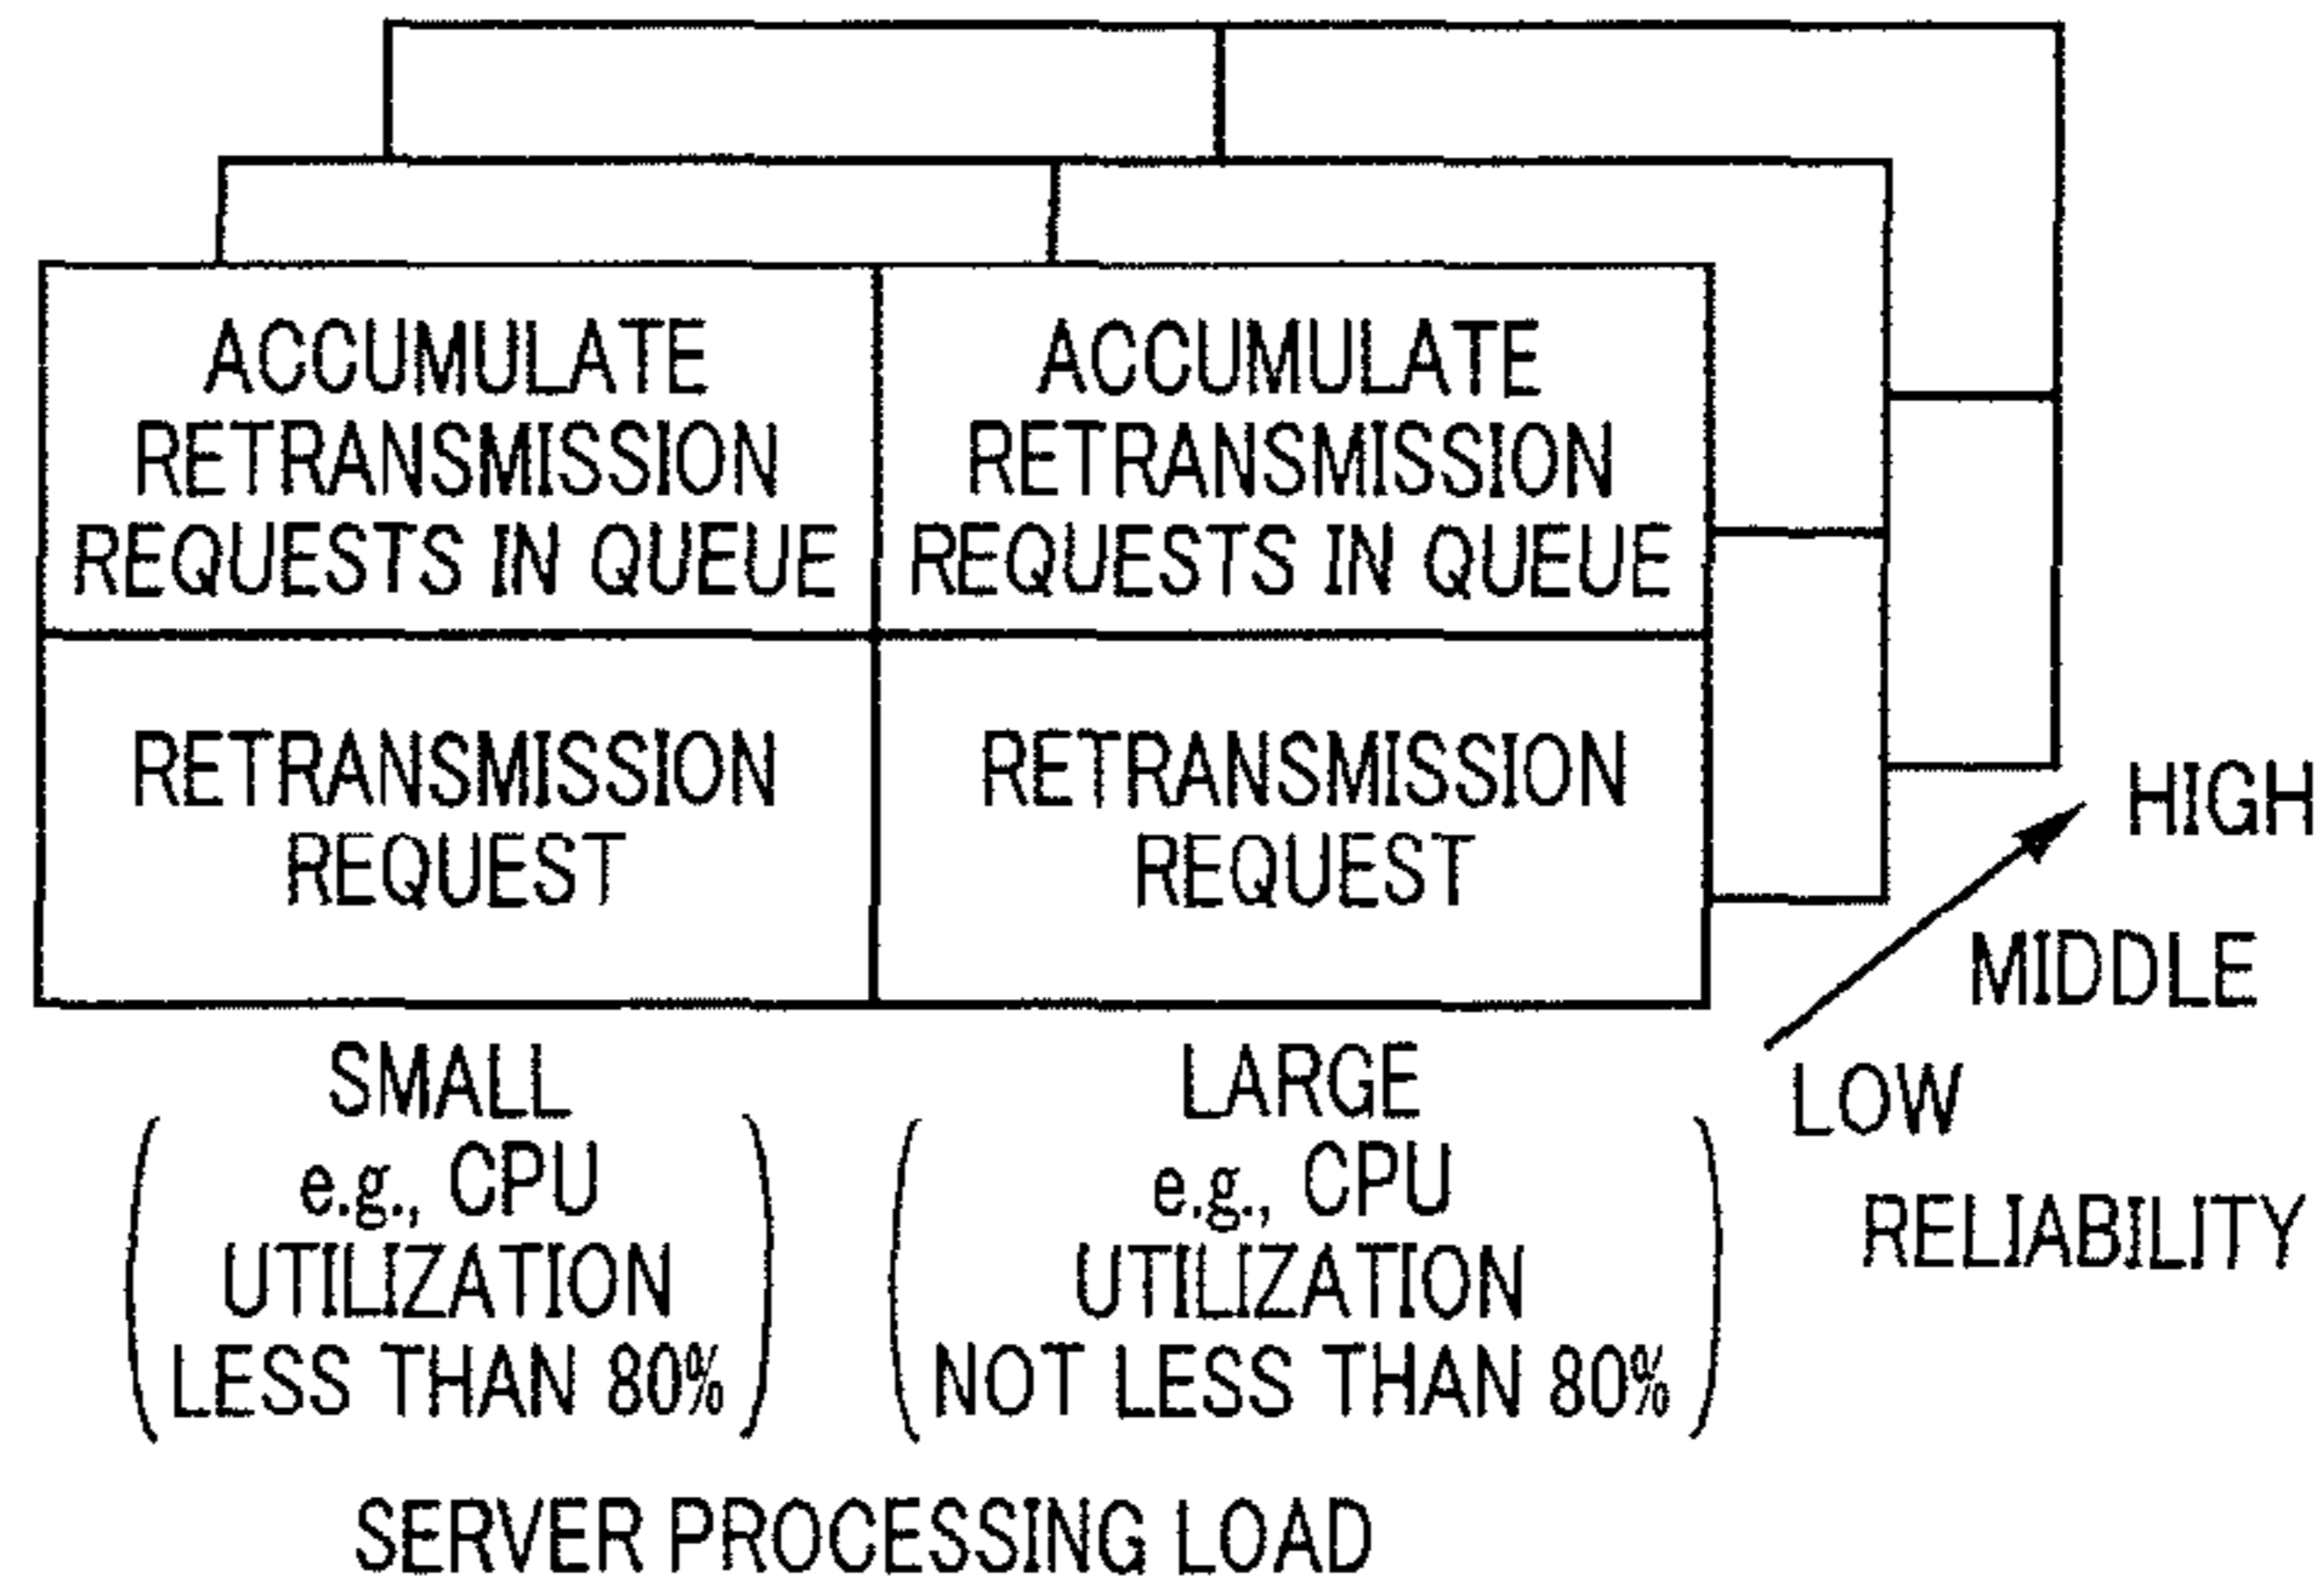 ACCUMULATE
RETRANSMISSION
REQUESTS IN QUEUE
ACCUMULATE
RETRANSMISSION
REQUESTS IN QUEUE
RETRANSMISSION
REQUEST
RETRANSMISSION
REQUEST
HIGH
MIDDLE
LOW
RELIABILITY
SMALL
e.g., CPU
UTILIZATION
LESS THAN 80%
LARGE
e.g., CPU
UTILIZATION
NOT LESS THAN 80%
SERVER PROCESSING LOAD